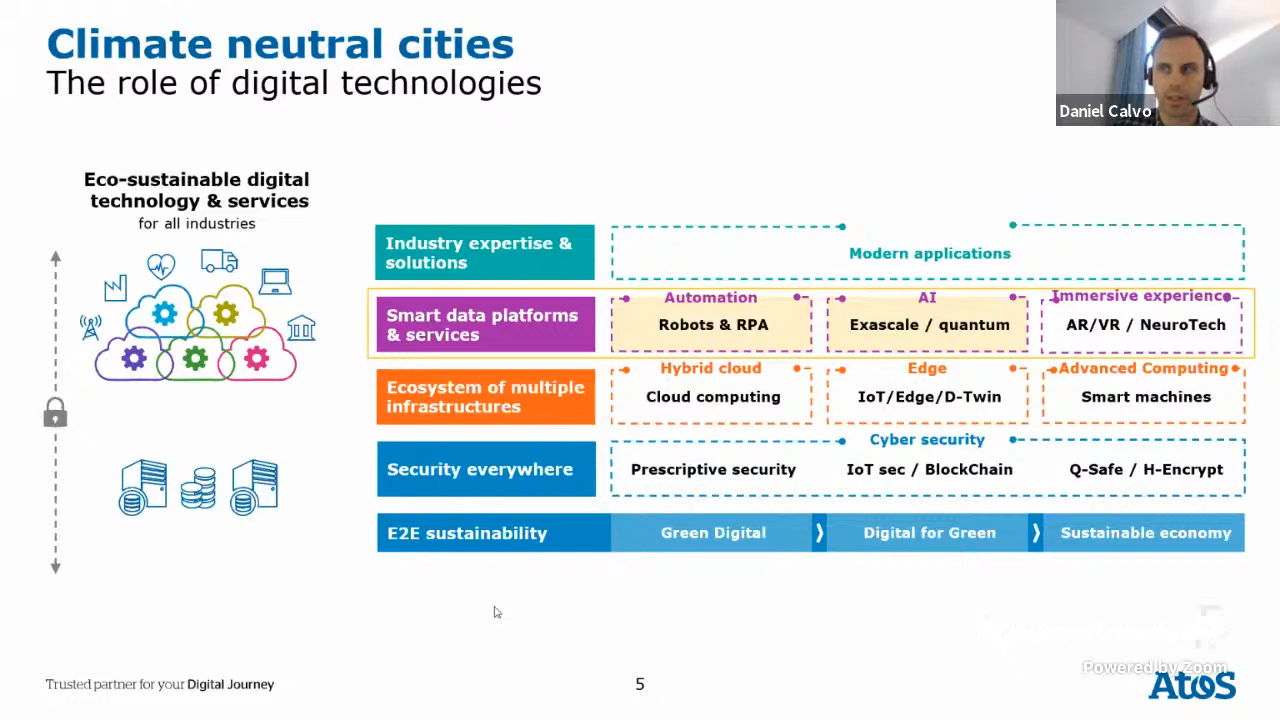 Climate neutral cities
The role of digital technologies
Daniel Calvo
Eco-sustainable digital
technology & services
for all industries
Industry expertise &
solutions
Modern applications
Smart data platforms
& services
Automation
Robots & RPA
AI
Exascale / quantum
Immersive experience
AR/VR / NeuroTech
Ecosystem of multiple
infrastructures
Hybrid cloud
Cloud computing
Edge
IoT/Edge/D-Twin
Advanced Computing
Smart machines
Security everywhere
Cyber security
Prescriptive security
IoT sec / BlockChain
Q-Safe / H-Encrypt
E2E sustainability
Green Digital
Digital for Green
Sustainable economy
Powered by Zoom
Trusted partner for your Digital Journey
5
Atos